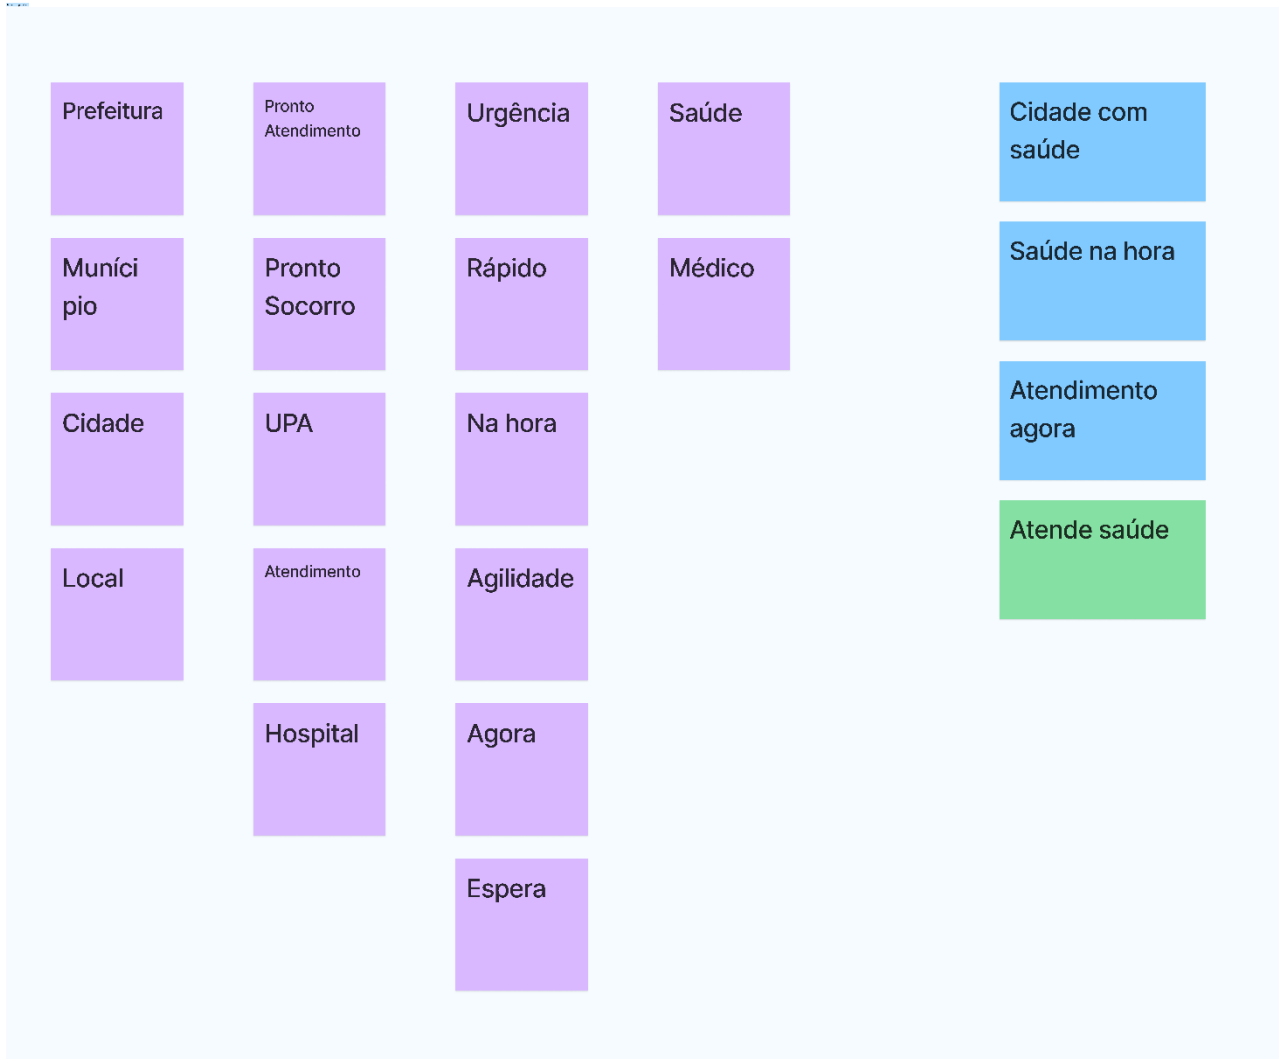 Prefeitura
Muníci
pio
Cidade
Local
Pronto
Atendimento
Pronto
Socorro
UPA
Atendimento
Hospital
Urgência
Rápido
Na hora
Agilidade
Agora
Espera
Saúde
Médico
Cidade com
saúde
Saúde na hora
Atendimento
agora
Atende saúde